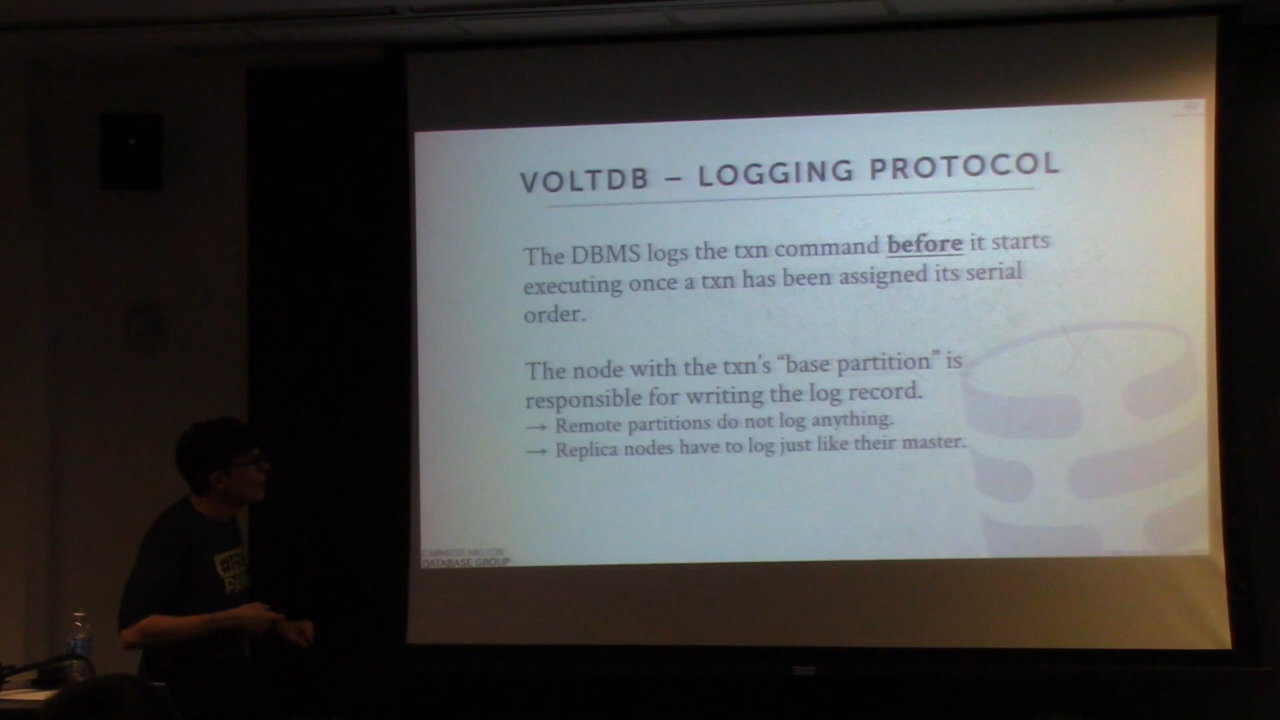 VOLTDB – LOGGING PROTOCOL
The DBMS logs the txn command before it starts
executing once a txn has been assigned its serial
order.
The node with the txn's "base partition" is
responsible for writing the log record.
→ Remote partitions do not log anything.
→ Replica nodes have to log just like their master.
CARNEGIE MELLON
DATABASE GROUP